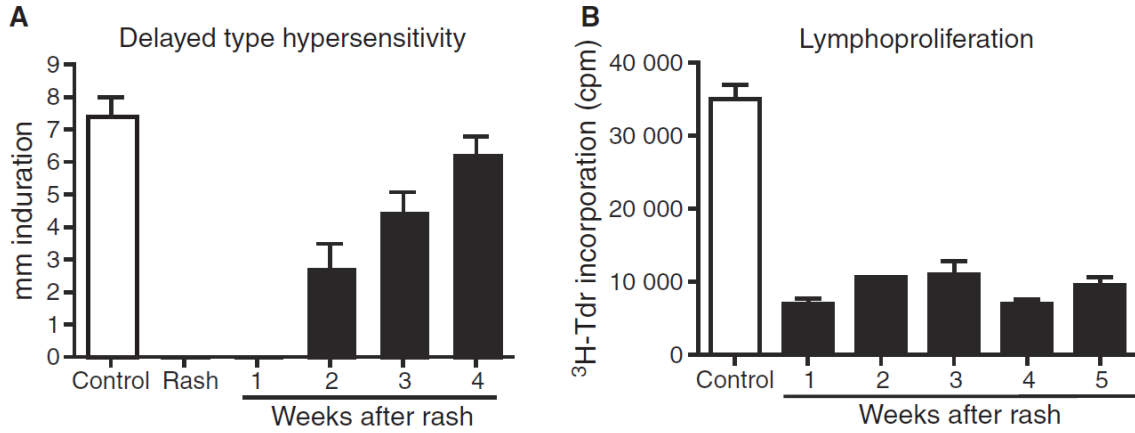 A
Delayed type hypersensitivity
mm induration
9
8
7
6
5
4
3
2
1
0
Control Rash 1 2 3 4
Weeks after rash
B
Lymphoproliferation
³H-Tdr incorporation (cpm)
40 000
30 000
20 000
10 000
0
Control 1 2 3 4 5
Weeks after rash